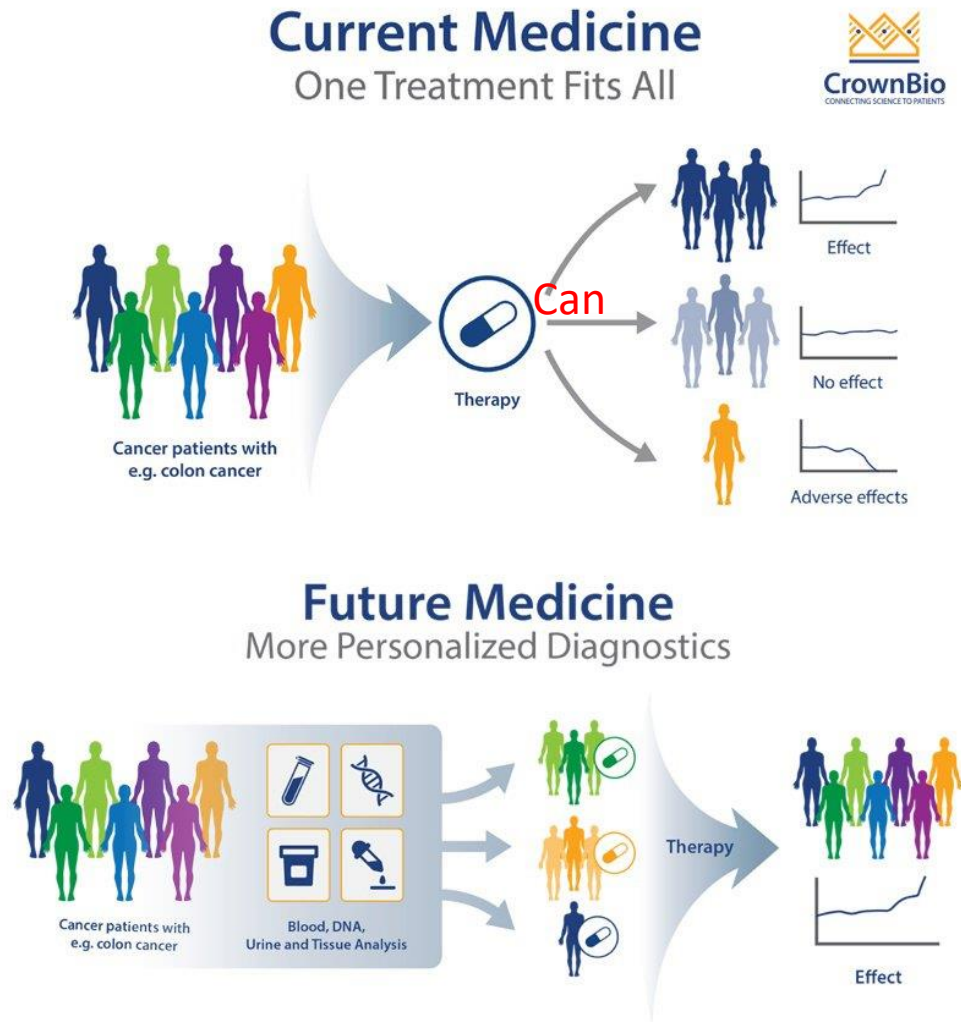 Current Medicine
One Treatment Fits All
CrownBio
CONNECTING SCIENCE TO PATIENTS
Effect
Can
No effect
Therapy
Cancer patients with
e.g. colon cancer
Adverse effects
Future Medicine
More Personalized Diagnostics
Therapy
Cancer patients with
e.g. colon cancer
Blood, DNA,
Urine and Tissue Analysis
Effect